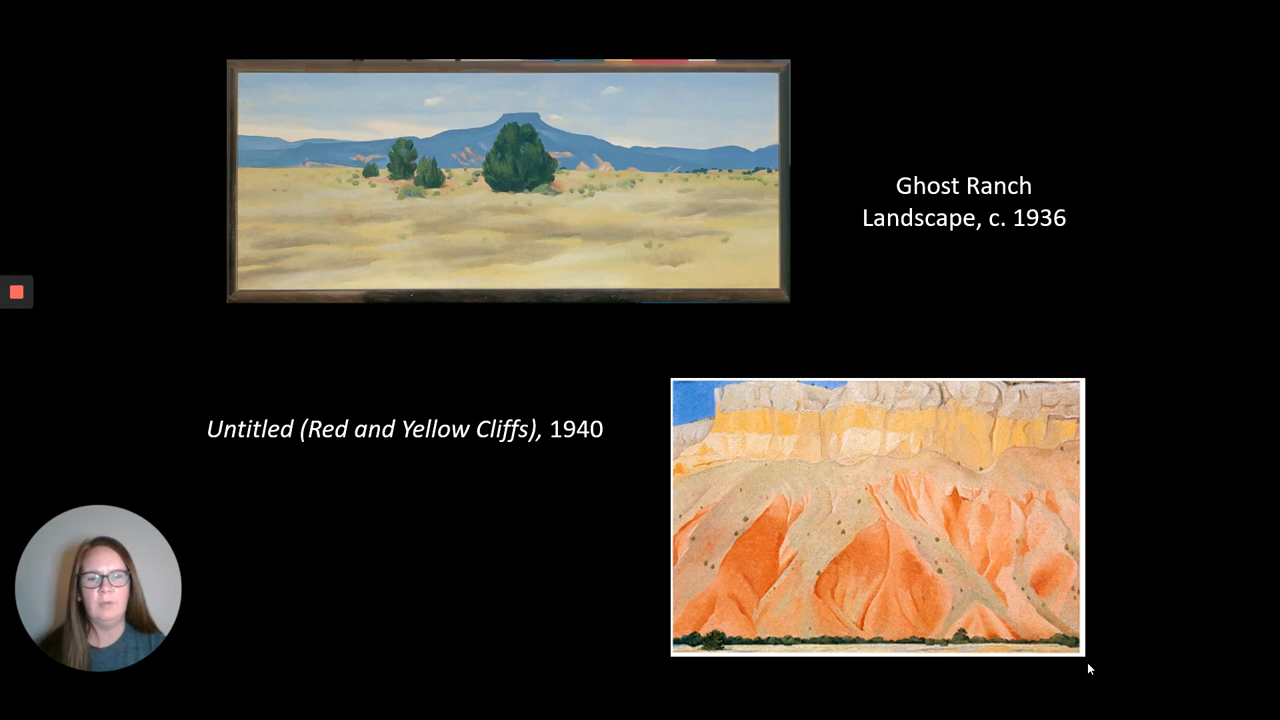 Ghost Ranch
Landscape, c. 1936
Untitled (Red and Yellow Cliffs), 1940